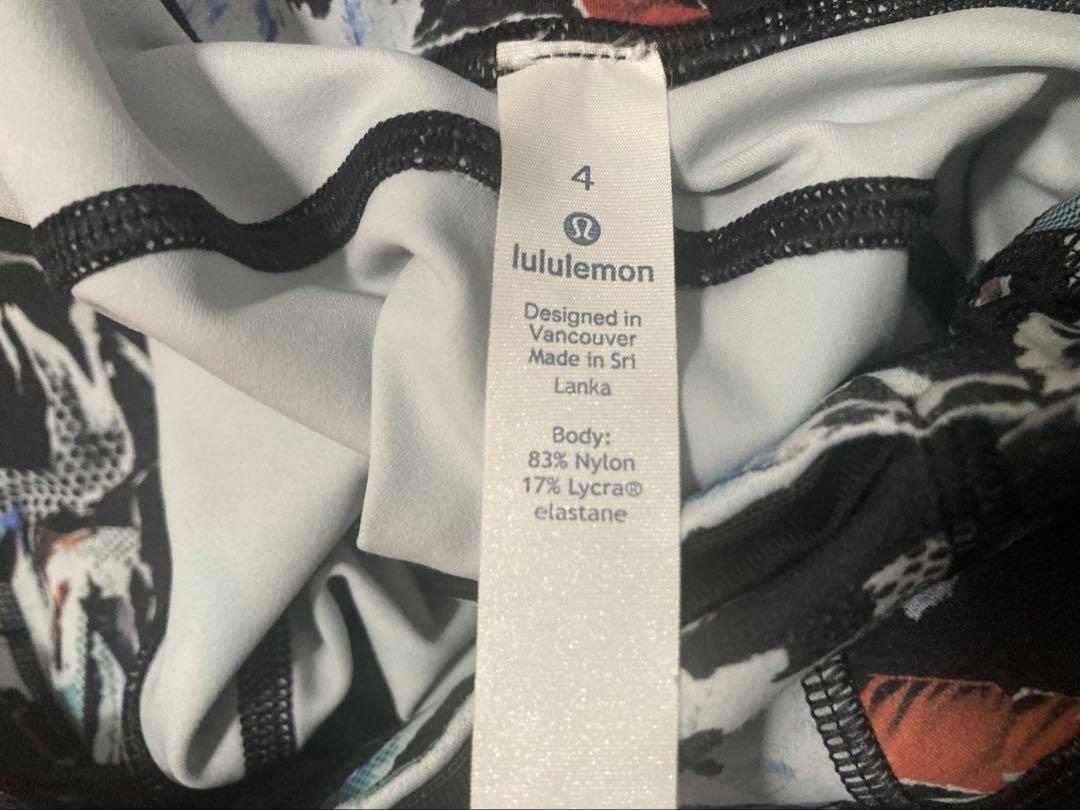 4
lululemon
Designed in
Vancouver
Made in Sri
Lanka
Body:
83% Nylon
17% Lycra®
elastane